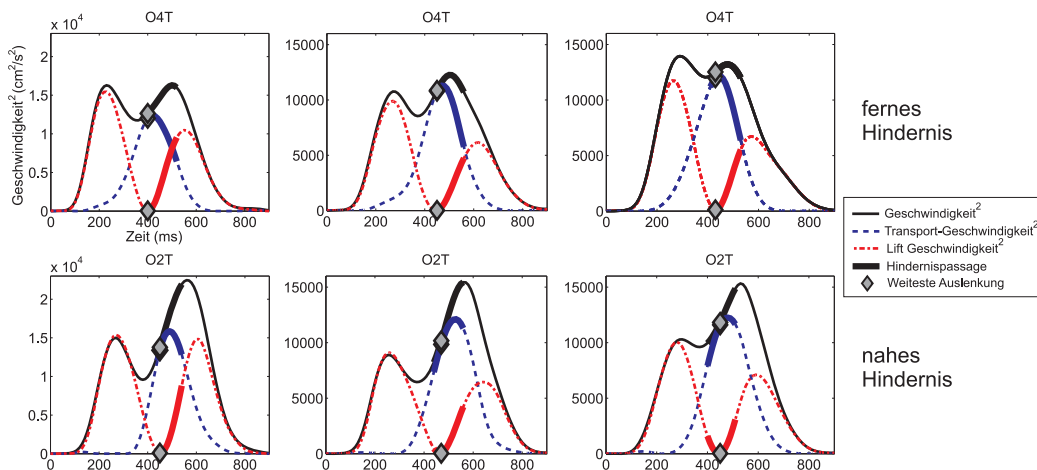 O4T
O4T
O4T
x 10⁴
Geschwindigkeit² (cm²/s²)
2
1.5
1
0.5
0
0 200 400 600 800
Zeit (ms)
15000
10000
5000
0
0 200 400 600 800
15000
10000
5000
0
0 200 400 600 800
fernes
Hindernis
Geschwindigkeit²
Transport-Geschwindigkeit²
Lift Geschwindigkeit²
Hindernispassage
Weiteste Auslenkung
O2T
O2T
O2T
x 10⁴
2
1.5
1
0.5
0
0 200 400 600 800
15000
10000
5000
0
0 200 400 600 800
15000
10000
5000
0
0 200 400 600 800
nahes
Hindernis